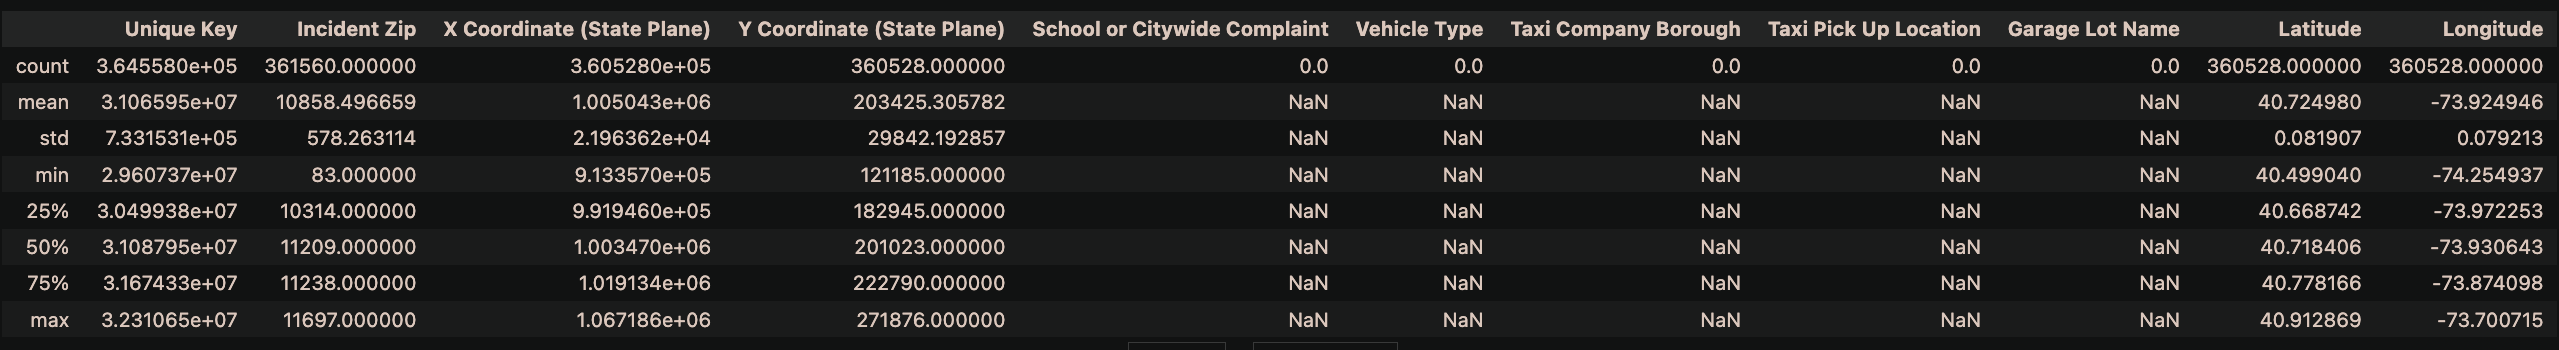 Unique Key Incident Zip X Coordinate (State Plane) Y Coordinate (State Plane) School or Citywide Complaint Vehicle Type Taxi Company Borough Taxi Pick Up Location Garage Lot Name Latitude Longitude
count 3.645580e+05 361560.000000 3.605280e+05 360528.000000 0.0 0.0 0.0 0.0 0.0 360528.000000 360528.000000
mean 3.106595e+07 10858.496659 1.005043e+06 203425.305782 NaN NaN NaN NaN NaN 40.724980 -73.924946
std 7.331531e+05 578.263114 2.196362e+04 29842.192857 NaN NaN NaN NaN NaN 0.081907 0.079213
min 2.960737e+07 83.000000 9.133570e+05 121185.000000 NaN NaN NaN NaN NaN 40.499040 -74.254937
25% 3.049938e+07 10314.000000 9.919460e+05 182945.000000 NaN NaN NaN NaN NaN 40.668742 -73.972253
50% 3.108795e+07 11209.000000 1.003470e+06 201023.000000 NaN NaN NaN NaN NaN 40.718406 -73.930643
75% 3.167433e+07 11238.000000 1.019134e+06 222790.000000 NaN NaN NaN NaN NaN 40.778166 -73.874098
max 3.231065e+07 11697.000000 1.067186e+06 271876.000000 NaN NaN NaN NaN NaN 40.912869 -73.700715